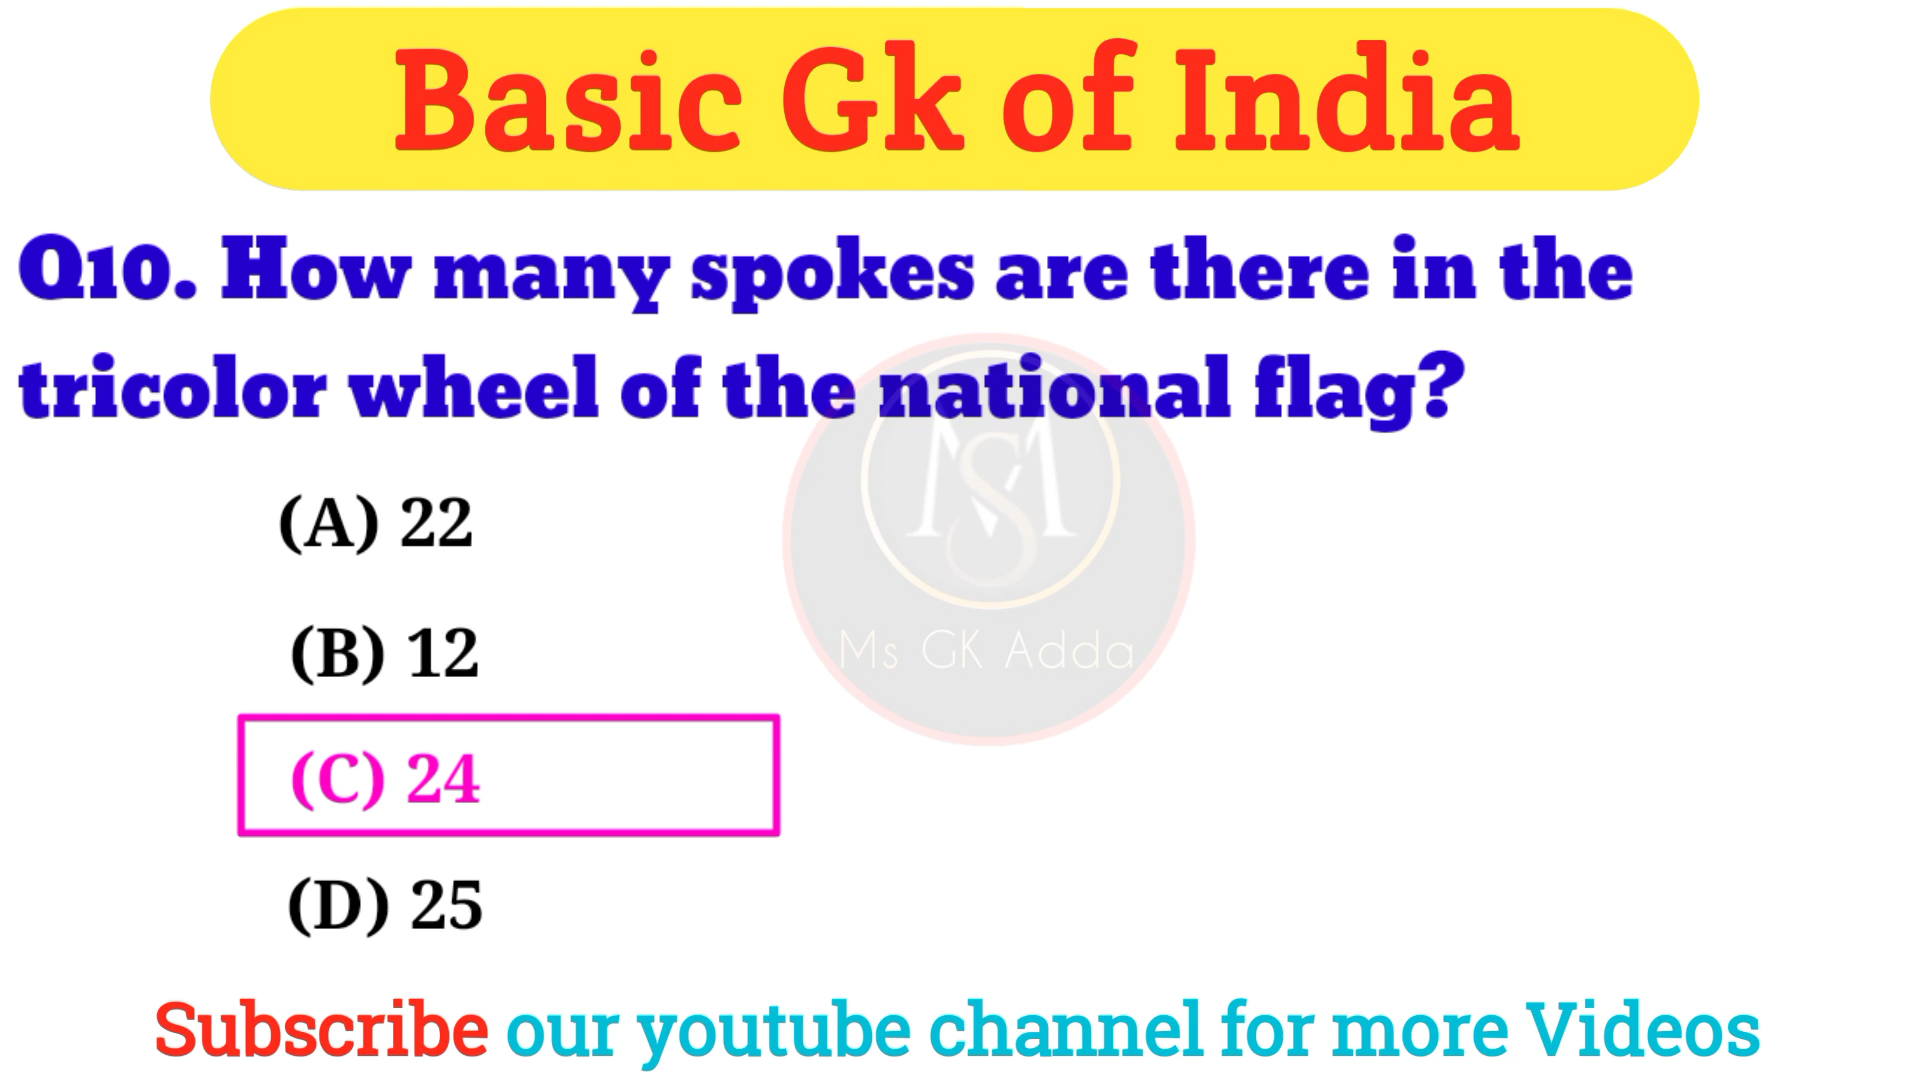 Basic Gk of India
Q10. How many spokes are there in the
tricolor wheel of the national flag?
(A) 22
(B) 12
MS
Ms GK Adda
(C) 24
(D) 25
Subscribe our youtube channel for more Videos